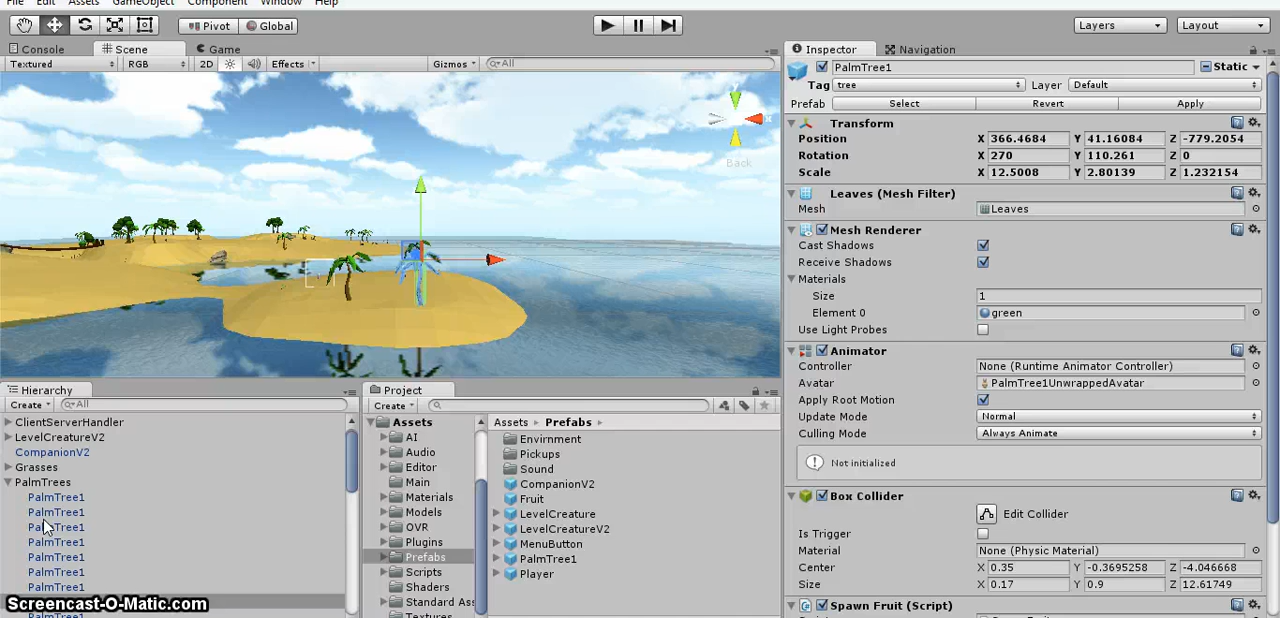 File Edit Assets GameObject Component Window Help
Pivot Global Layers Layout
Console Scene Game Inspector Navigation
Textured RGB 2D Effects Gizmos All
PalmTree1 Static
Tag tree Layer Default
Prefab Select Revert Apply
Transform
Position X 366.4684 Y 41.16084 Z -779.2054
Rotation X 270 Y 110.261 Z 0
Scale X 12.5008 Y 2.80139 Z 1.232154
Back
Leaves (Mesh Filter)
Mesh Leaves
Mesh Renderer
Cast Shadows
Receive Shadows
Materials
Size 1
Element 0 green
Use Light Probes
Animator
Controller None (Runtime Animator Controller)
Avatar PalmTree1UnwrappedAvatar
Apply Root Motion
Update Mode Normal
Culling Mode Always Animate
Not initialized
Box Collider
Edit Collider
Is Trigger
Material None (Physic Material)
Center X 0.35 Y -0.3695258 Z -4.046668
Size X 0.17 Y 0.9 Z 12.61749
Spawn Fruit (Script)
Hierarchy
Create All
ClientServerHandler
LevelCreatureV2
CompanionV2
Grasses
PalmTrees
PalmTree1
PalmTree1
PalmTree1
PalmTree1
PalmTree1
PalmTree1
PalmTree1
PalmTree1
Screencast-O-Matic.com
Project
Create
Assets
AI
Audio
Editor
Main
Materials
Models
OVR
Plugins
Prefabs
Scripts
Shaders
Standard Ass
Textures
Assets Prefabs
Envirnment
Pickups
Sound
CompanionV2
Fruit
LevelCreature
LevelCreatureV2
MenuButton
PalmTree1
Player